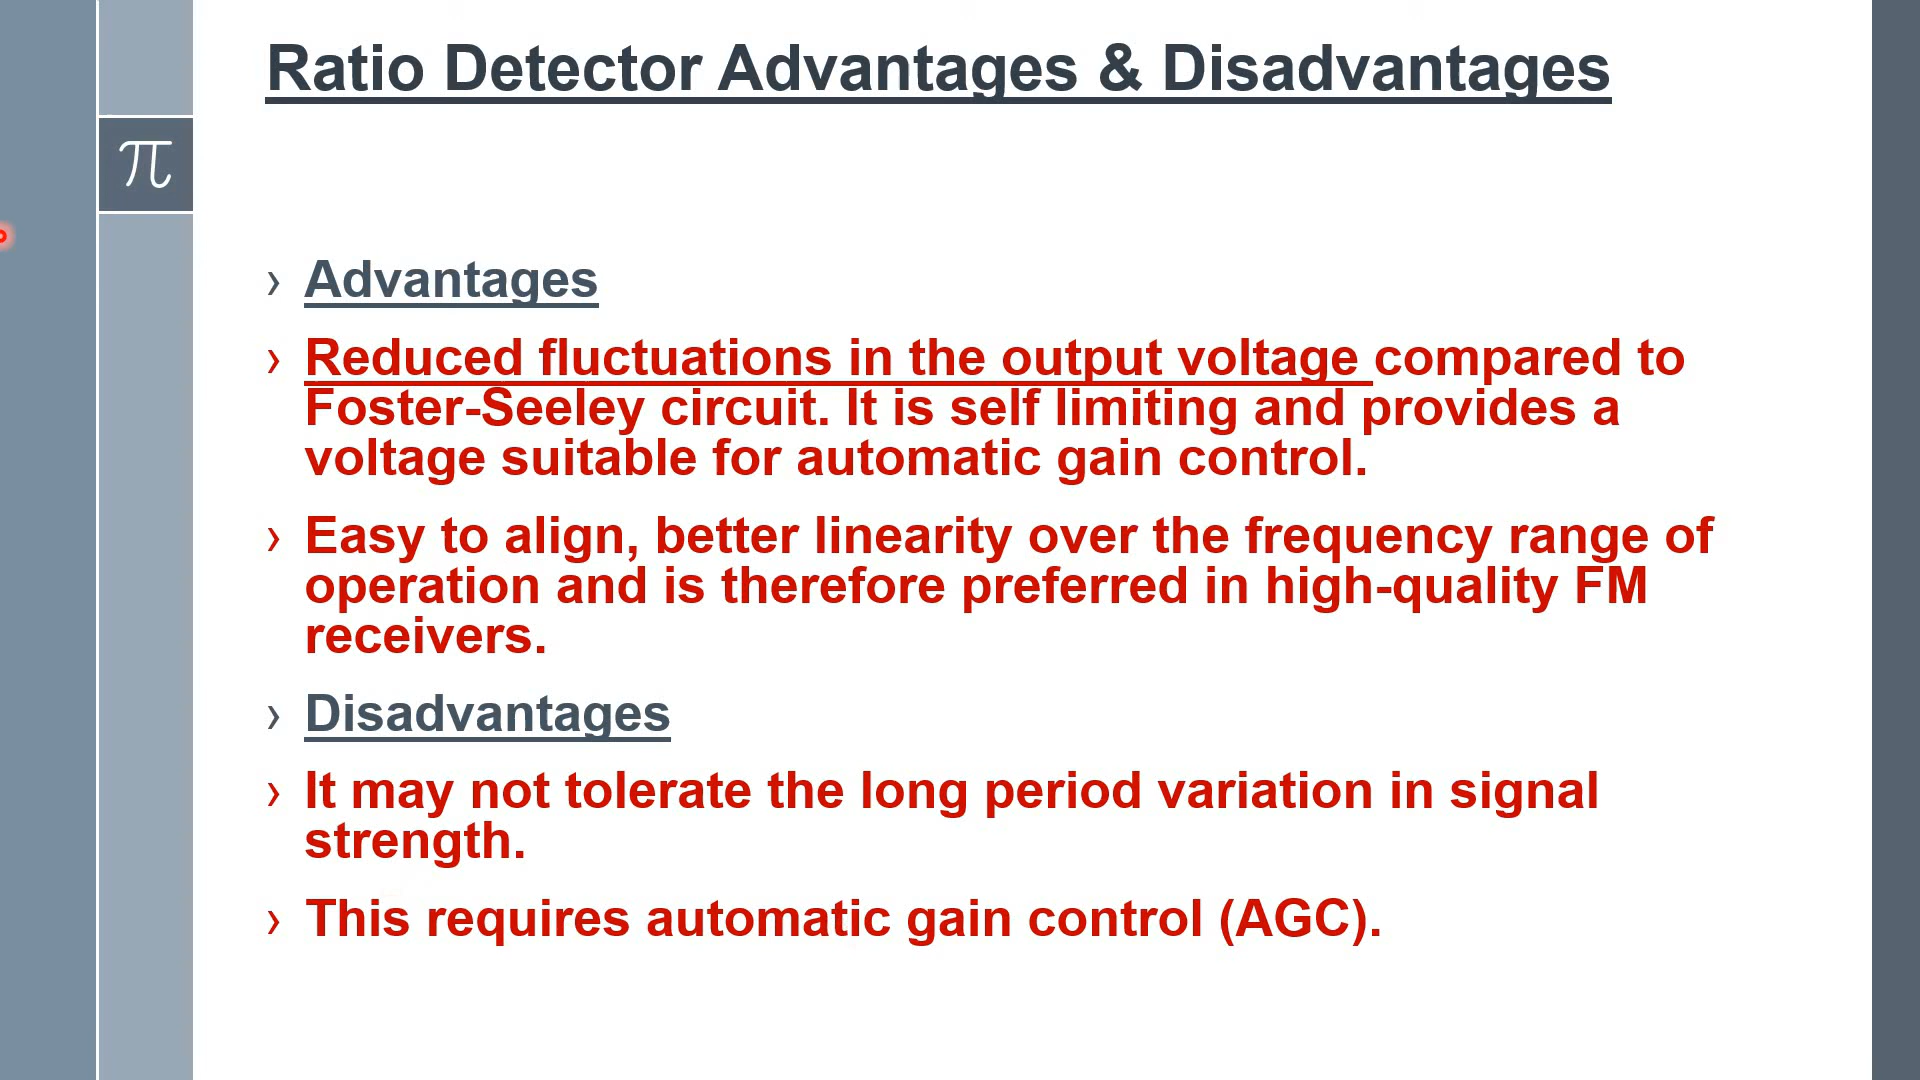 Ratio Detector Advantages & Disadvantages
π
› Advantages
› Reduced fluctuations in the output voltage compared to
Foster-Seeley circuit. It is self limiting and provides a
voltage suitable for automatic gain control.
› Easy to align, better linearity over the frequency range of
operation and is therefore preferred in high-quality FM
receivers.
› Disadvantages
› It may not tolerate the long period variation in signal
strength.
› This requires automatic gain control (AGC).